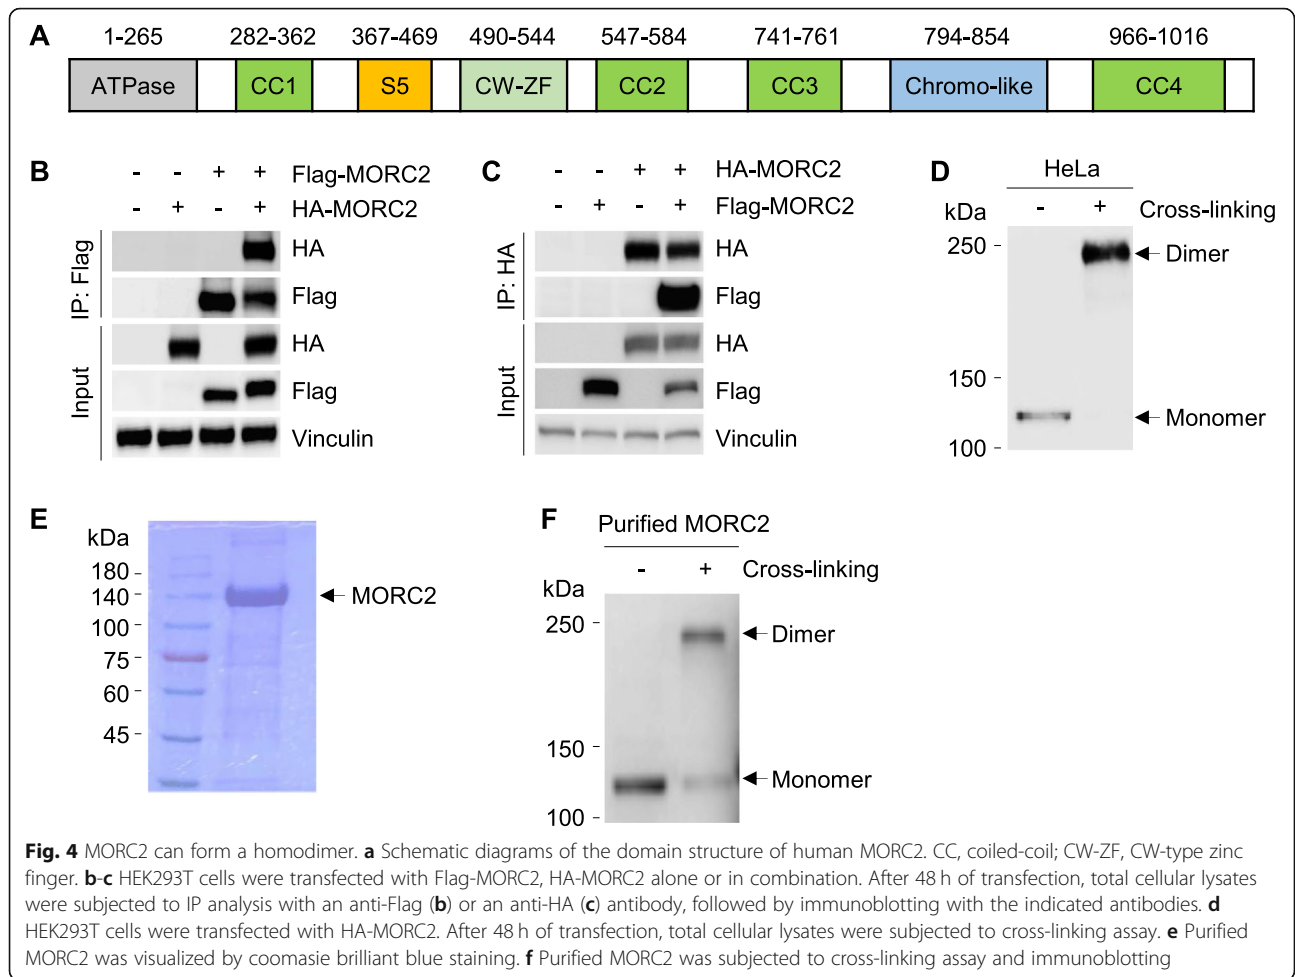 A
1-265 282-362 367-469 490-544 547-584 741-761 794-854 966-1016
ATPase CC1 S5 CW-ZF CC2 CC3 Chromo-like CC4
B
- - + + Flag-MORC2
- + - + HA-MORC2
IP: Flag
HA
Flag
Input
HA
Flag
Vinculin
C
- - + + HA-MORC2
- + - + Flag-MORC2
IP: HA
HA
Flag
Input
HA
Flag
Vinculin
D
HeLa
kDa - + Cross-linking
250
Dimer
150
Monomer
100
E
kDa
180
140
MORC2
100
75
60
45
F
Purified MORC2
- + Cross-linking
kDa
250
Dimer
150
Monomer
100
Fig. 4 MORC2 can form a homodimer. a Schematic diagrams of the domain structure of human MORC2. CC, coiled-coil; CW-ZF, CW-type zinc
finger. b-c HEK293T cells were transfected with Flag-MORC2, HA-MORC2 alone or in combination. After 48 h of transfection, total cellular lysates
were subjected to IP analysis with an anti-Flag (b) or an anti-HA (c) antibody, followed by immunoblotting with the indicated antibodies. d
HEK293T cells were transfected with HA-MORC2. After 48 h of transfection, total cellular lysates were subjected to cross-linking assay. e Purified
MORC2 was visualized by coomasie brilliant blue staining. f Purified MORC2 was subjected to cross-linking assay and immunoblotting